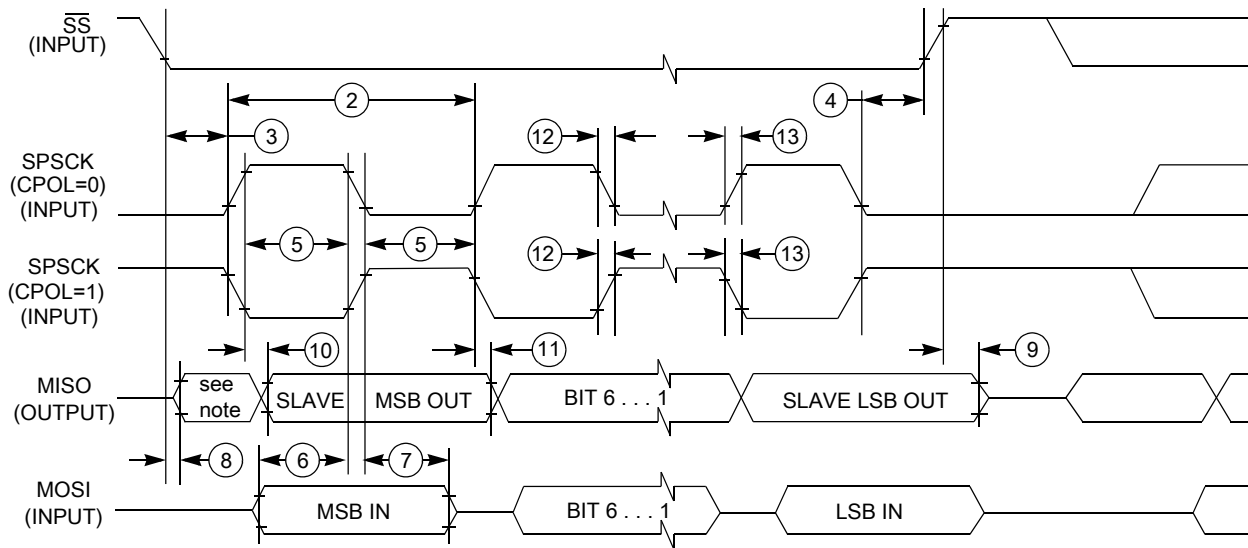 SS
(INPUT)
2
4
3
12
13
SPSCK
(CPOL=0)
(INPUT)
5
5
12
13
SPSCK
(CPOL=1)
(INPUT)
10
11
9
MISO
(OUTPUT)
see
note
SLAVE
MSB OUT
BIT 6 . . . 1
SLAVE LSB OUT
8
6
7
MOSI
(INPUT)
MSB IN
BIT 6 . . . 1
LSB IN